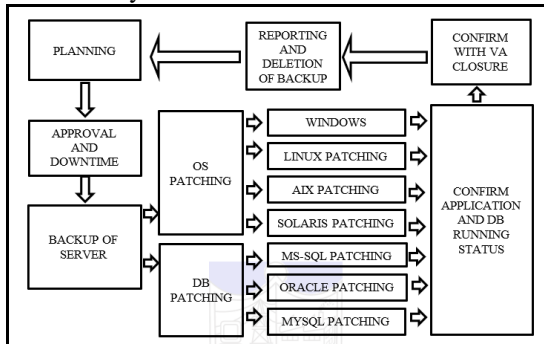 PLANNING
REPORTING
AND
DELETION
OF BACKUP
CONFIRM
WITH VA
CLOSURE
APPROVAL
AND
DOWNTIME
BACKUP OF
SERVER
OS
PATCHING
DB
PATCHING
WINDOWS
LINUX PATCHING
AIX PATCHING
SOLARIS PATCHING
MS-SQL PATCHING
ORACLE PATCHING
MYSQL PATCHING
CONFIRM
APPLICATION
AND DB
RUNNING
STATUS